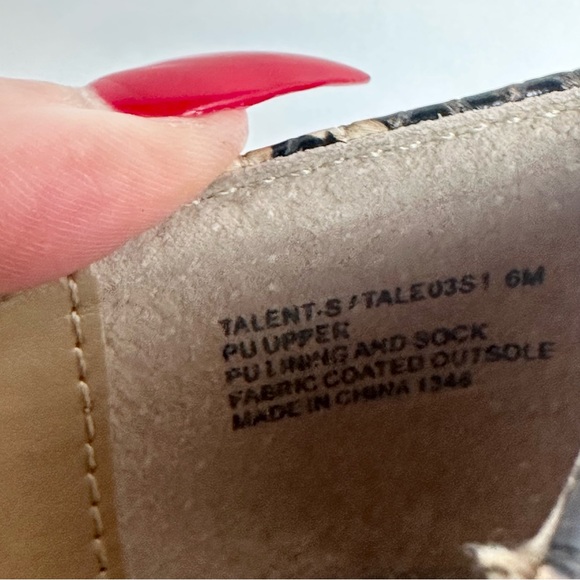 TALENT-S / TALE03S1 6M
PU UPPER
PU LINING AND SOCK
FABRIC COATED OUTSOLE
MADE IN CHINA 1346